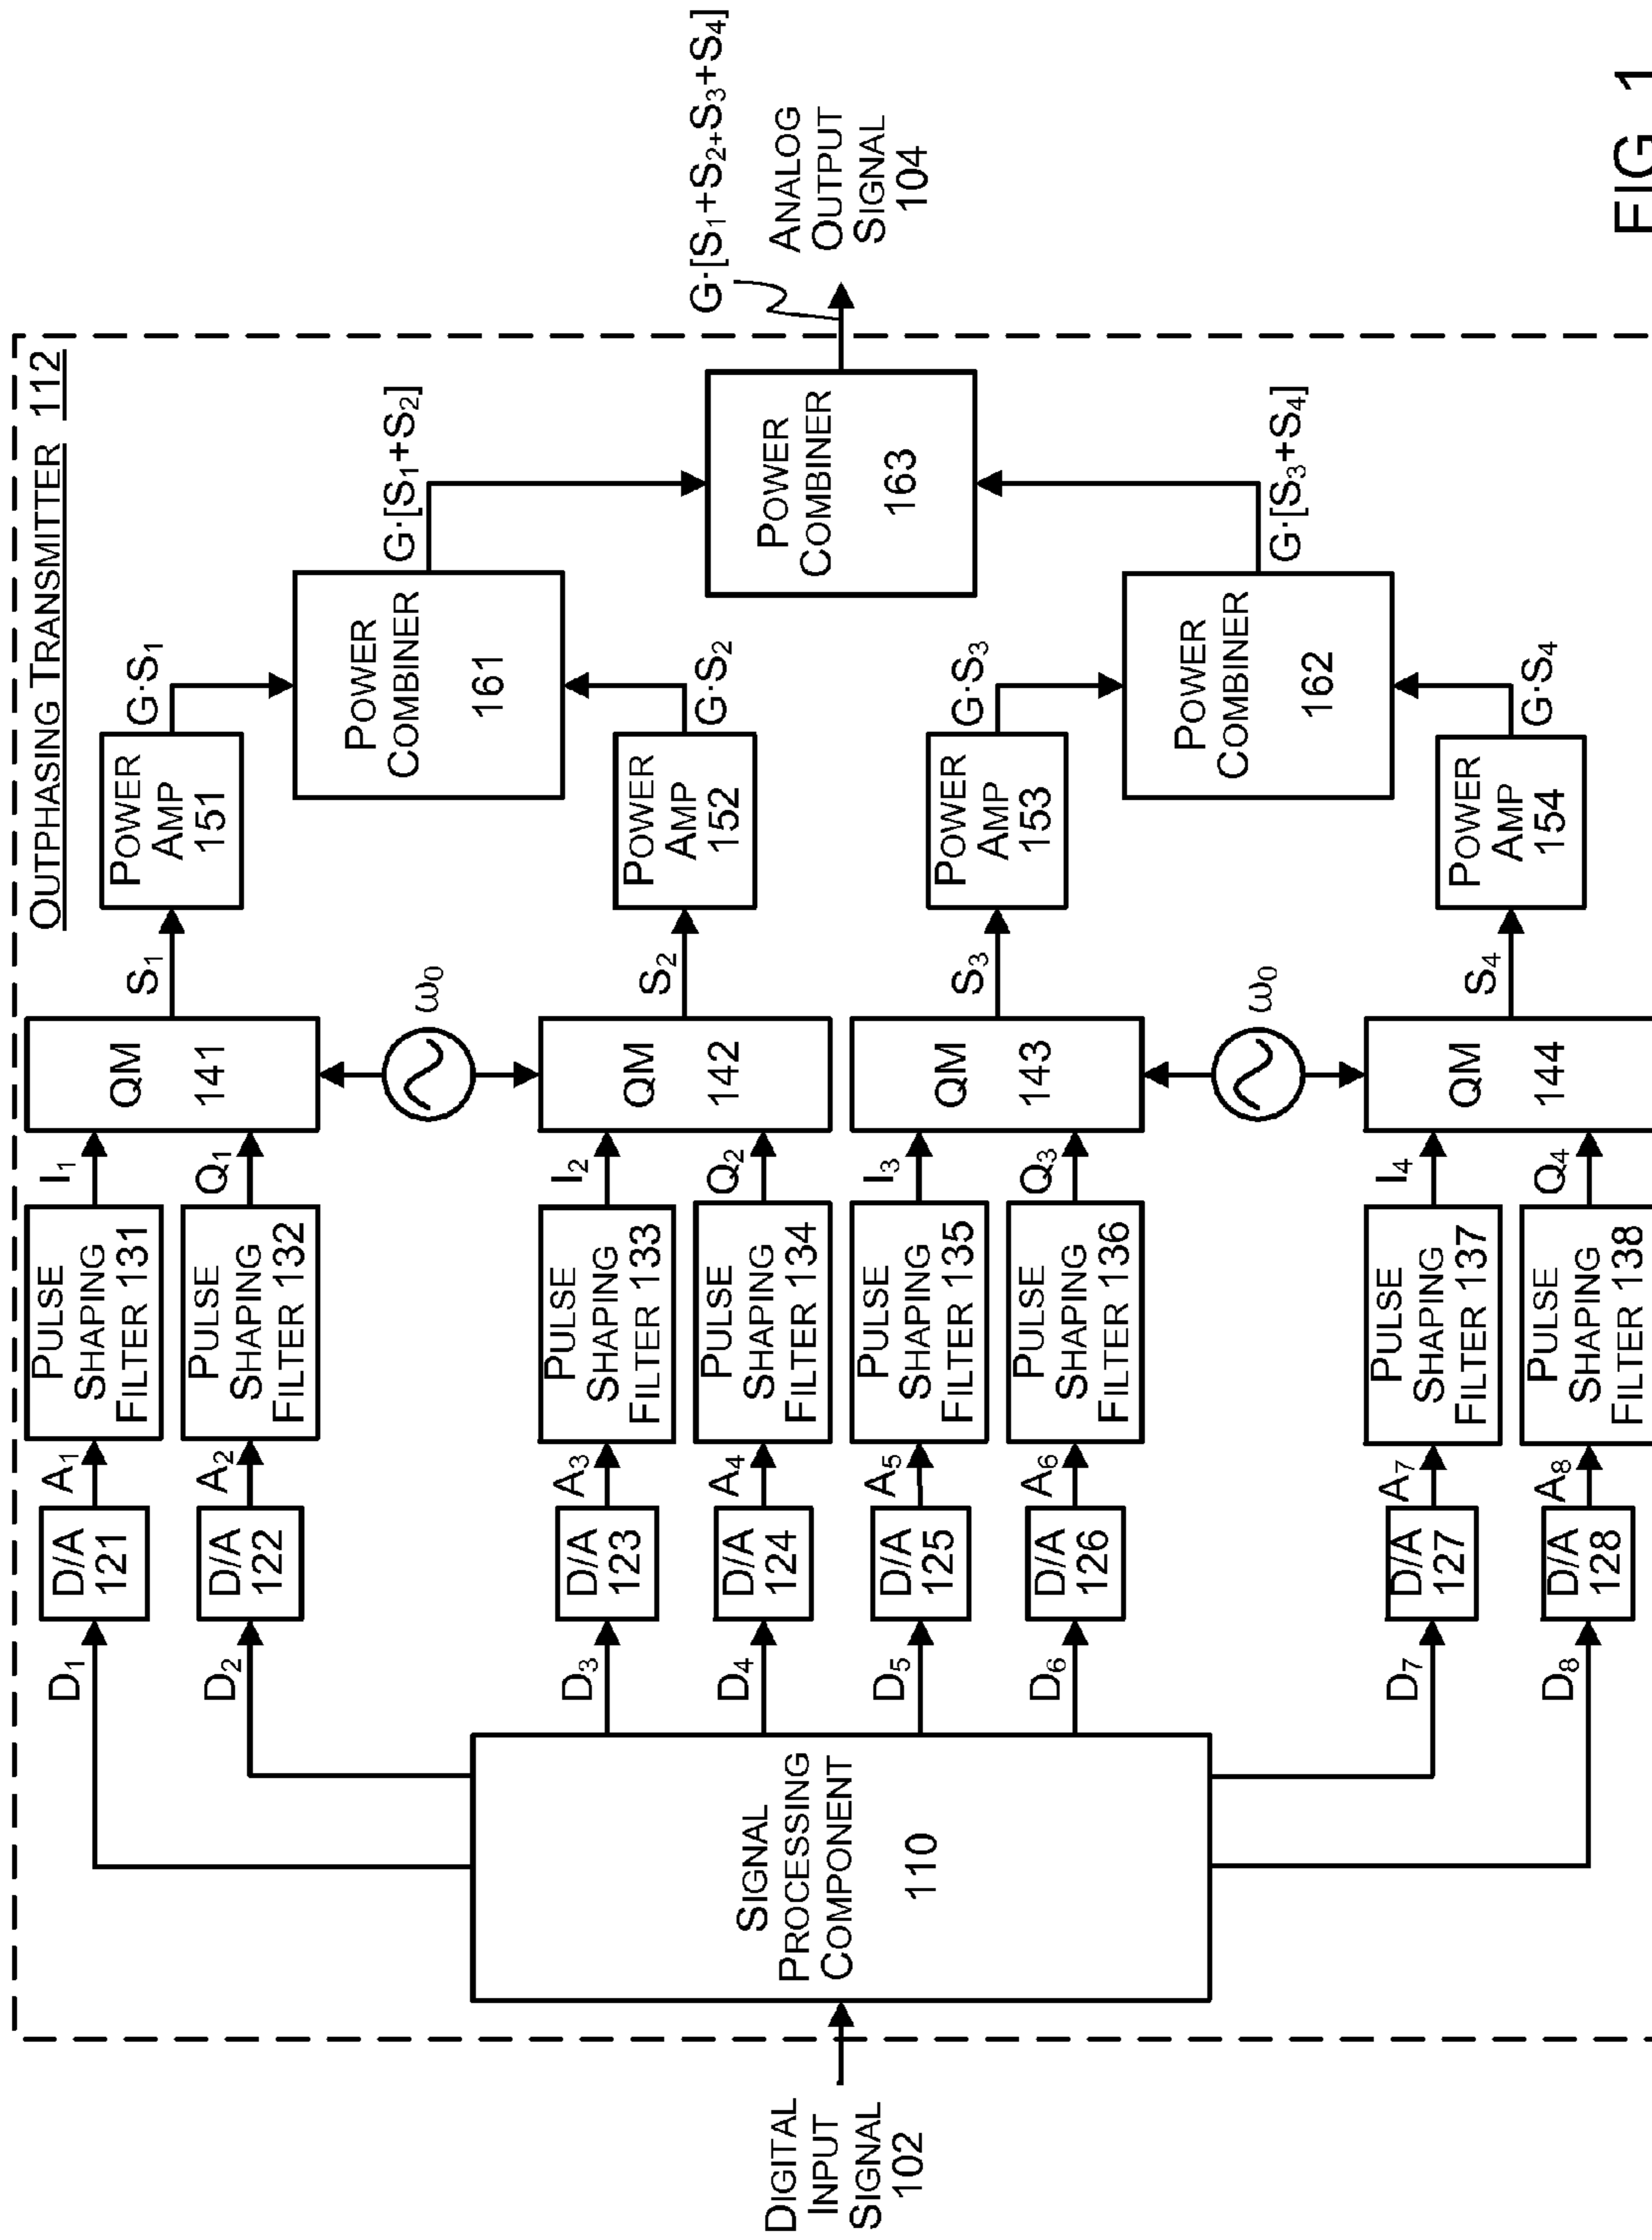 OUTPHASING TRANSMITTER 112
DIGITAL
INPUT
SIGNAL
102
SIGNAL
PROCESSING
COMPONENT
110
D1
D2
D3
D4
D5
D6
D7
D8
D/A
121
D/A
122
D/A
123
D/A
124
D/A
125
D/A
126
D/A
127
D/A
128
A1
A2
A3
A4
A5
A6
A7
A8
PULSE
SHAPING
FILTER 131
PULSE
SHAPING
FILTER 132
PULSE
SHAPING
FILTER 133
PULSE
SHAPING
FILTER 134
PULSE
SHAPING
FILTER 135
PULSE
SHAPING
FILTER 136
PULSE
SHAPING
FILTER 137
PULSE
SHAPING
FILTER 138
I1
Q1
I2
Q2
I3
Q3
I4
Q4
QM
141
ω0
QM
142
QM
143
ω0
QM
144
S1
S2
S3
S4
POWER
AMP
151
POWER
AMP
152
POWER
AMP
153
POWER
AMP
154
G·S1
G·S2
G·S3
G·S4
POWER
COMBINER
161
POWER
COMBINER
162
G·[S1+S2]
G·[S3+S4]
POWER
COMBINER
163
G·[S1+S2+S3+S4]
ANALOG
OUTPUT
SIGNAL
104
FIG. 1